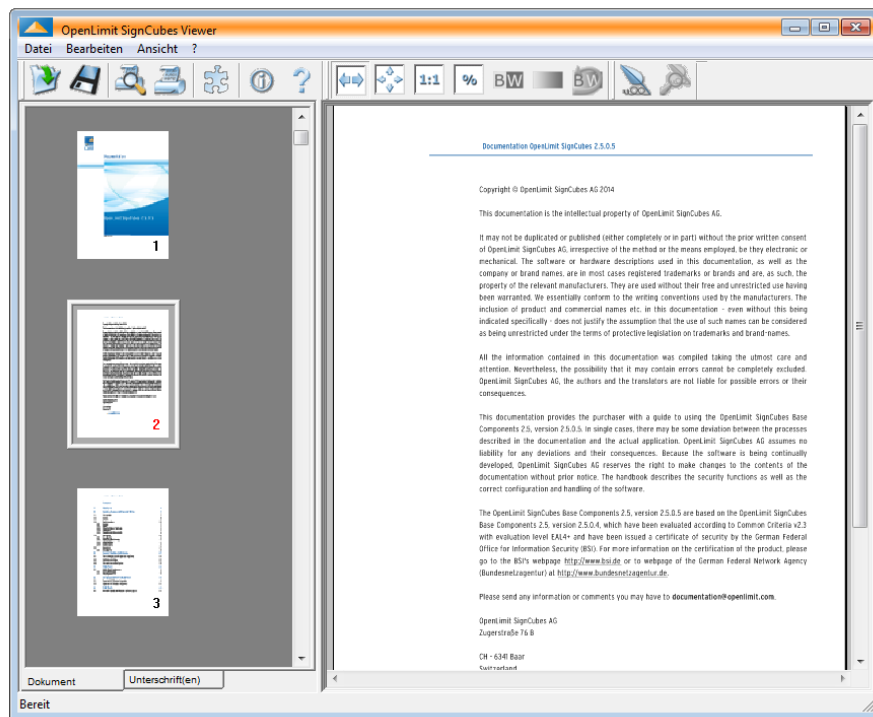 OpenLimit SignCubes Viewer
Datei Bearbeiten Ansicht ?
1:1 % BW BW
1
2
3
Dokument Unterschrift(en)
Documentation OpenLimit SignCubes 2.5.0.5
Copyright © OpenLimit SignCubes AG 2014
This documentation is the intellectual property of OpenLimit SignCubes AG.
It may not be duplicated or published (either completely or in part) without the prior written consent
of OpenLimit SignCubes AG, irrespective of the method or the means employed, be they electronic or
mechanical. The software or hardware descriptions used in this documentation, as well as the
company or brand names, are in most cases registered trademarks or brands and are, as such, the
property of the relevant manufacturers. They are used without their free and unrestricted use having
been warranted. We essentially conform to the writing conventions used by the manufacturers. The
inclusion of product and commercial names etc. in this documentation - even without this being
indicated specifically - does not justify the assumption that the use of such names can be considered
as being unrestricted under the terms of protective legislation on trademarks and brand-names.
All the information contained in this documentation was compiled taking the utmost care and
attention. Nevertheless, the possibility that it may contain errors cannot be completely excluded.
OpenLimit SignCubes AG, the authors and the translators are not liable for possible errors or their
consequences.
This documentation provides the purchaser with a guide to using the OpenLimit SignCubes Base
Components 2.5, version 2.5.0.5. In single cases, there may be some deviation between the processes
described in the documentation and the actual application. OpenLimit SignCubes AG assumes no
liability for any deviations and their consequences. Because the software is being continually
developed, OpenLimit SignCubes AG reserves the right to make changes to the contents of the
documentation without prior notice. The handbook describes the security functions as well as the
correct configuration and handling of the software.
The OpenLimit SignCubes Base Components 2.5, version 2.5.0.5 are based on the OpenLimit SignCubes
Base Components 2.5, version 2.5.0.4, which have been evaluated according to Common Criteria v2.3
with evaluation level EAL4+ and have been issued a certificate of security by the German Federal
Office for Information Security (BSI). For more information on the certification of the product, please
go to the BSI's webpage http://www.bsi.de or to webpage of the German Federal Network Agency
(Bundesnetzagentur) at http://www.bundesnetzagentur.de.
Please send any information or comments you may have to documentation@openlimit.com.
OpenLimit SignCubes AG
Zugerstraße 76 B
CH - 6341 Baar
Switzerland
Bereit